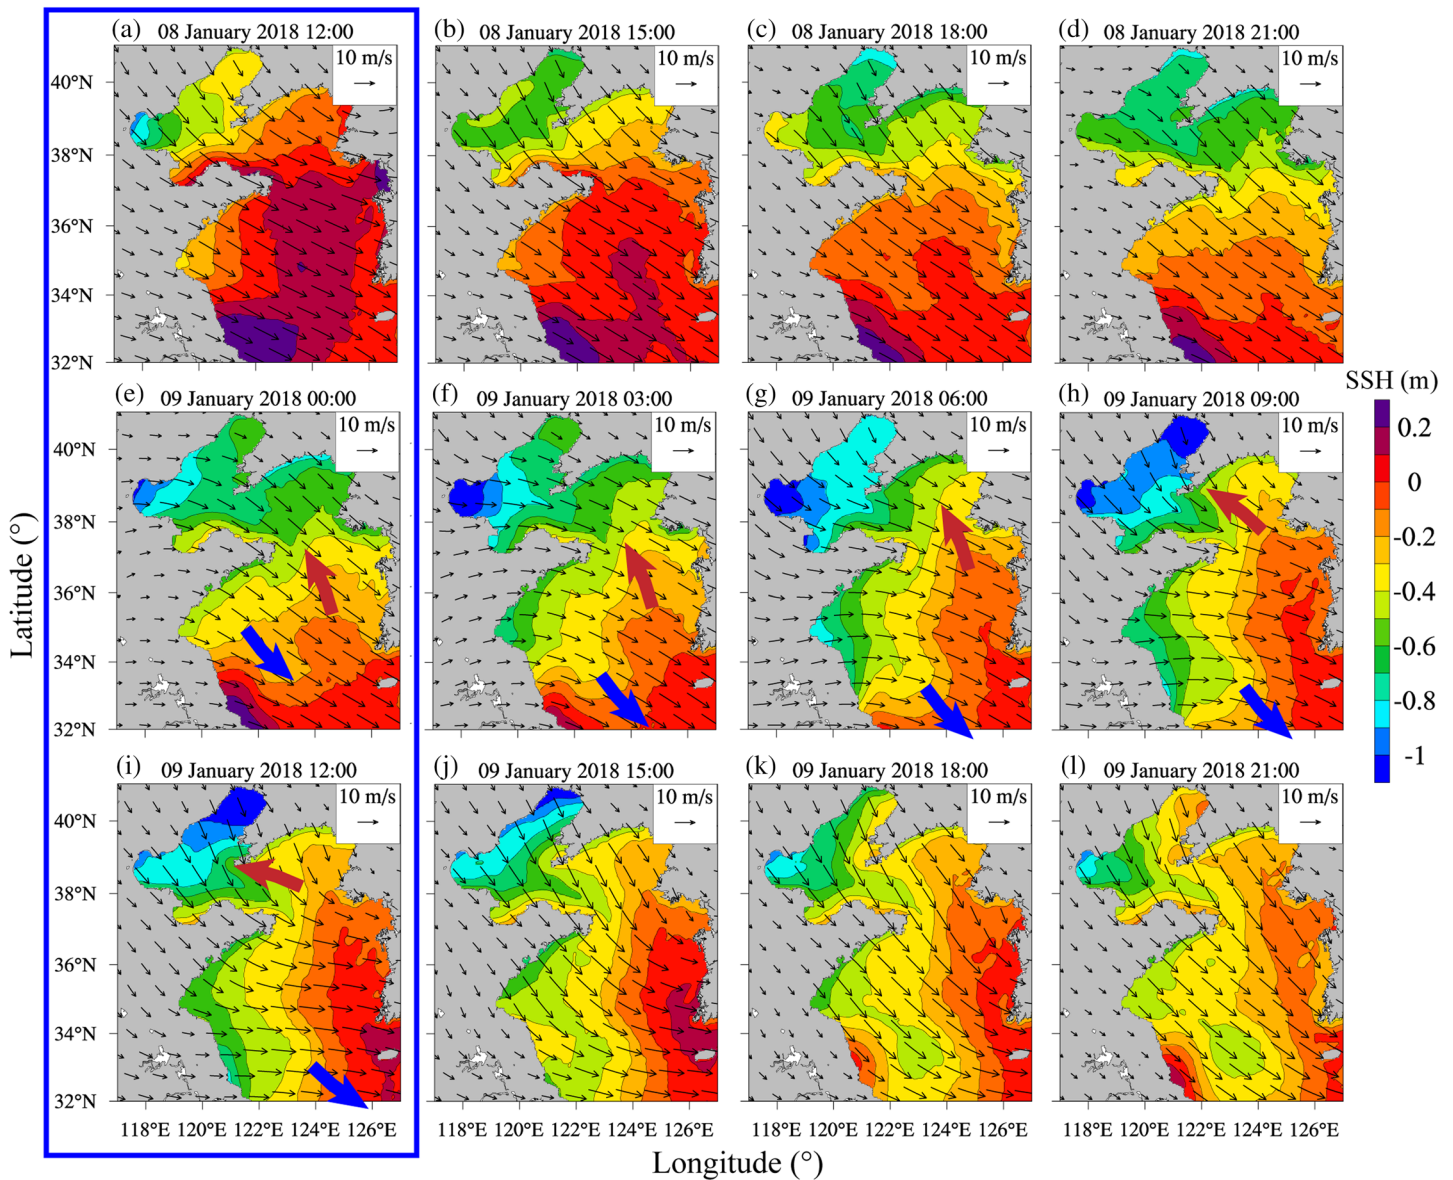 (a) 08 January 2018 12:00
10 m/s
(b) 08 January 2018 15:00
10 m/s
(c) 08 January 2018 18:00
10 m/s
(d) 08 January 2018 21:00
10 m/s
40°N
38°N
36°N
34°N
32°N
(e) 09 January 2018 00:00
10 m/s
(f) 09 January 2018 03:00
10 m/s
(g) 09 January 2018 06:00
10 m/s
(h) 09 January 2018 09:00
10 m/s
40°N
38°N
36°N
34°N
32°N
SSH (m)
0.2
0
-0.2
-0.4
-0.6
-0.8
-1
Latitude (°)
(i) 09 January 2018 12:00
10 m/s
(j) 09 January 2018 15:00
10 m/s
(k) 09 January 2018 18:00
10 m/s
(l) 09 January 2018 21:00
10 m/s
40°N
38°N
36°N
34°N
32°N
118°E 120°E 122°E 124°E 126°E
118°E 120°E 122°E 124°E 126°E
118°E 120°E 122°E 124°E 126°E
118°E 120°E 122°E 124°E 126°E
Longitude (°)